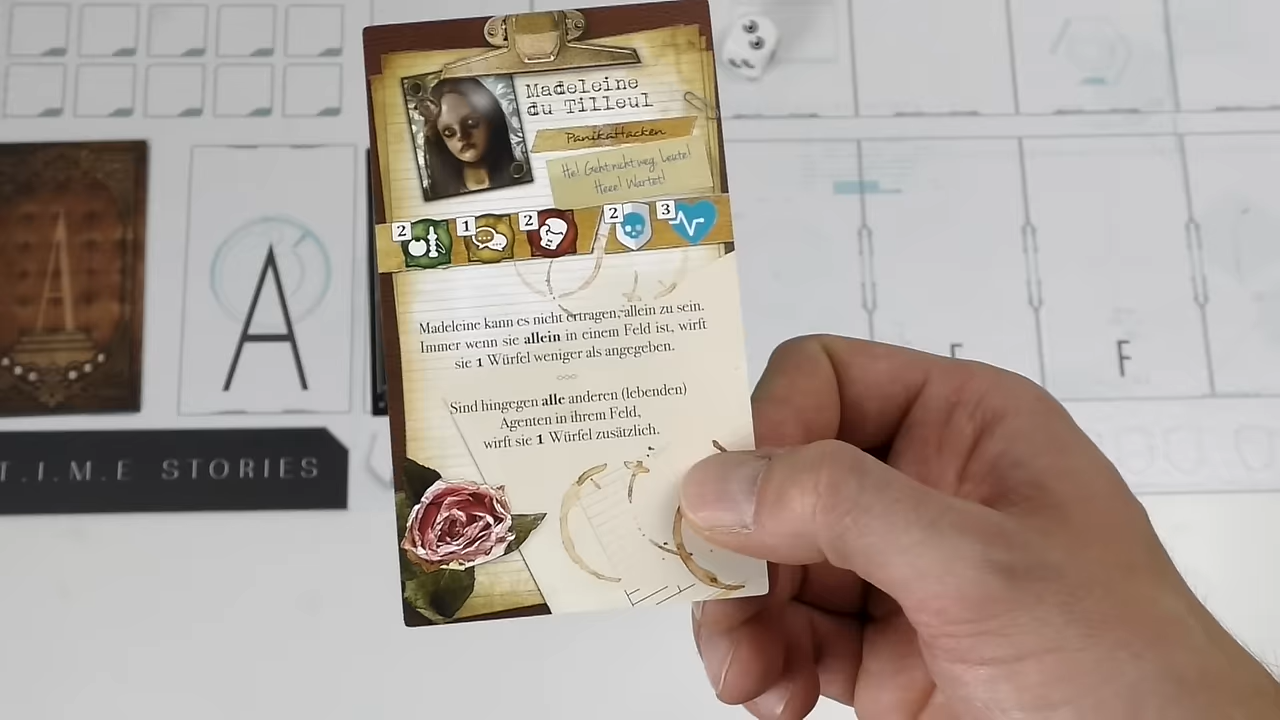 Madeleine
du Tilleul
Panikattacken
He! Geht nicht weg, Leute!
Heee! Wartet!
2 1 2 2 3
Madeleine kann es nicht ertragen, allein zu sein.
Immer wenn sie allein in einem Feld ist, wirft
sie 1 Würfel weniger als angegeben.
Sind hingegen alle anderen (lebenden)
Agenten in ihrem Feld,
wirft sie 1 Würfel zusätzlich.
A
A
F
T.I.M.E STORIES